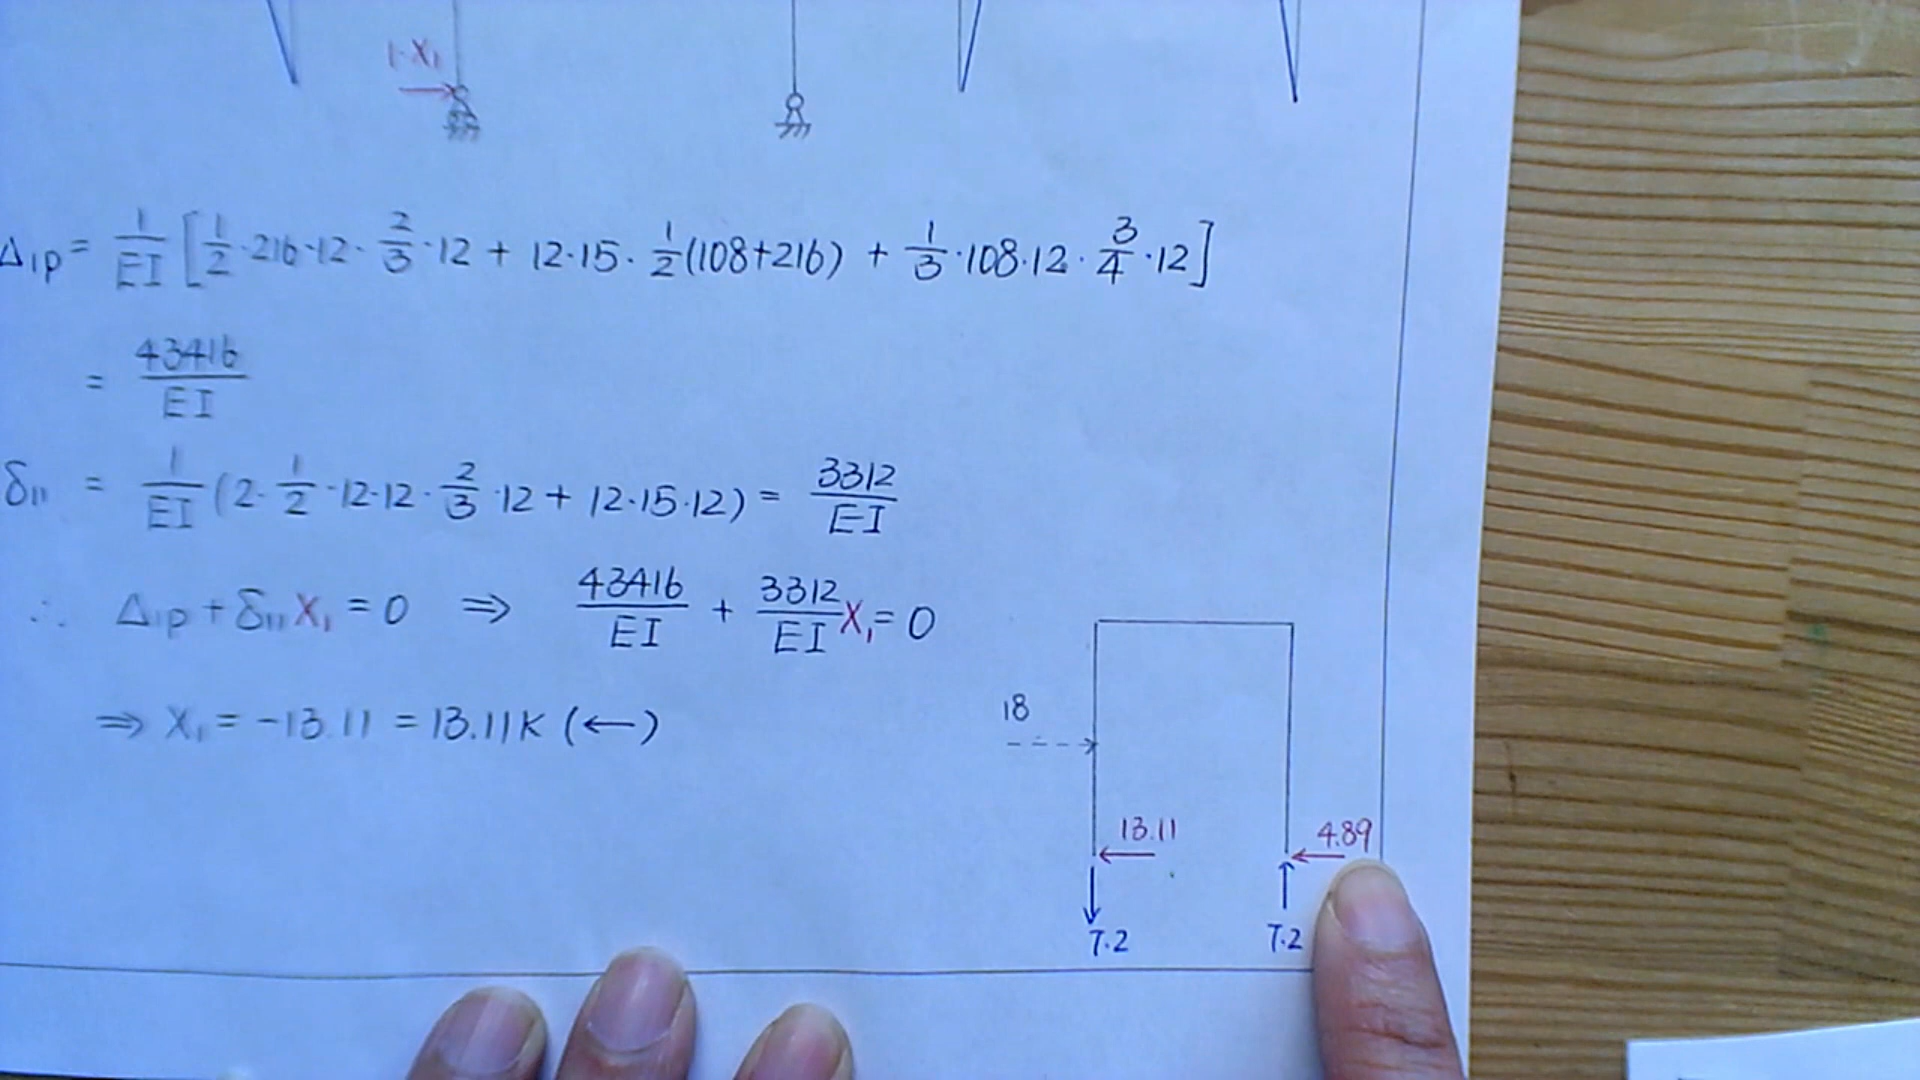 1·X₁
Δ₁p = 1/EI [1/2·216·12·2/3·12 + 12·15·1/2(108+216) + 1/3·108·12·3/4·12]
= 43416/EI
δ₁₁ = 1/EI (2·1/2·12·12·2/3·12 + 12·15·12) = 3312/EI
∴ Δ₁p + δ₁₁X₁ = 0 ⇒ 43416/EI + 3312/EI X₁ = 0
⇒ X₁ = -13.11 = 13.11K (←)
18
13.11
4.89
7.2
7.2